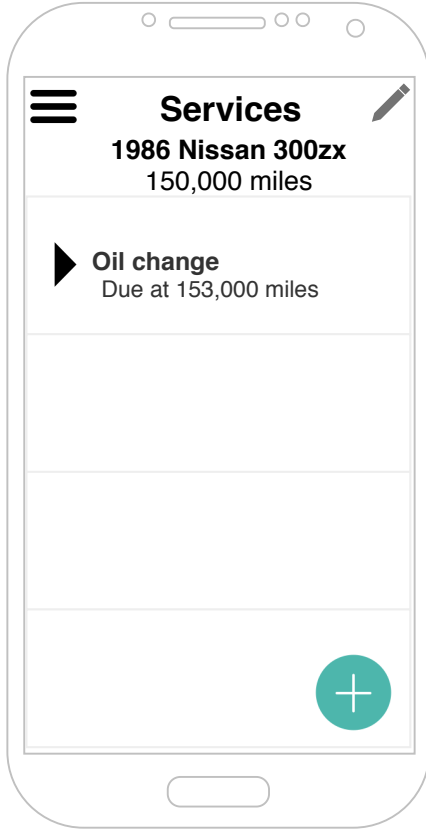 Services
1986 Nissan 300zx
150,000 miles
Oil change
Due at 153,000 miles